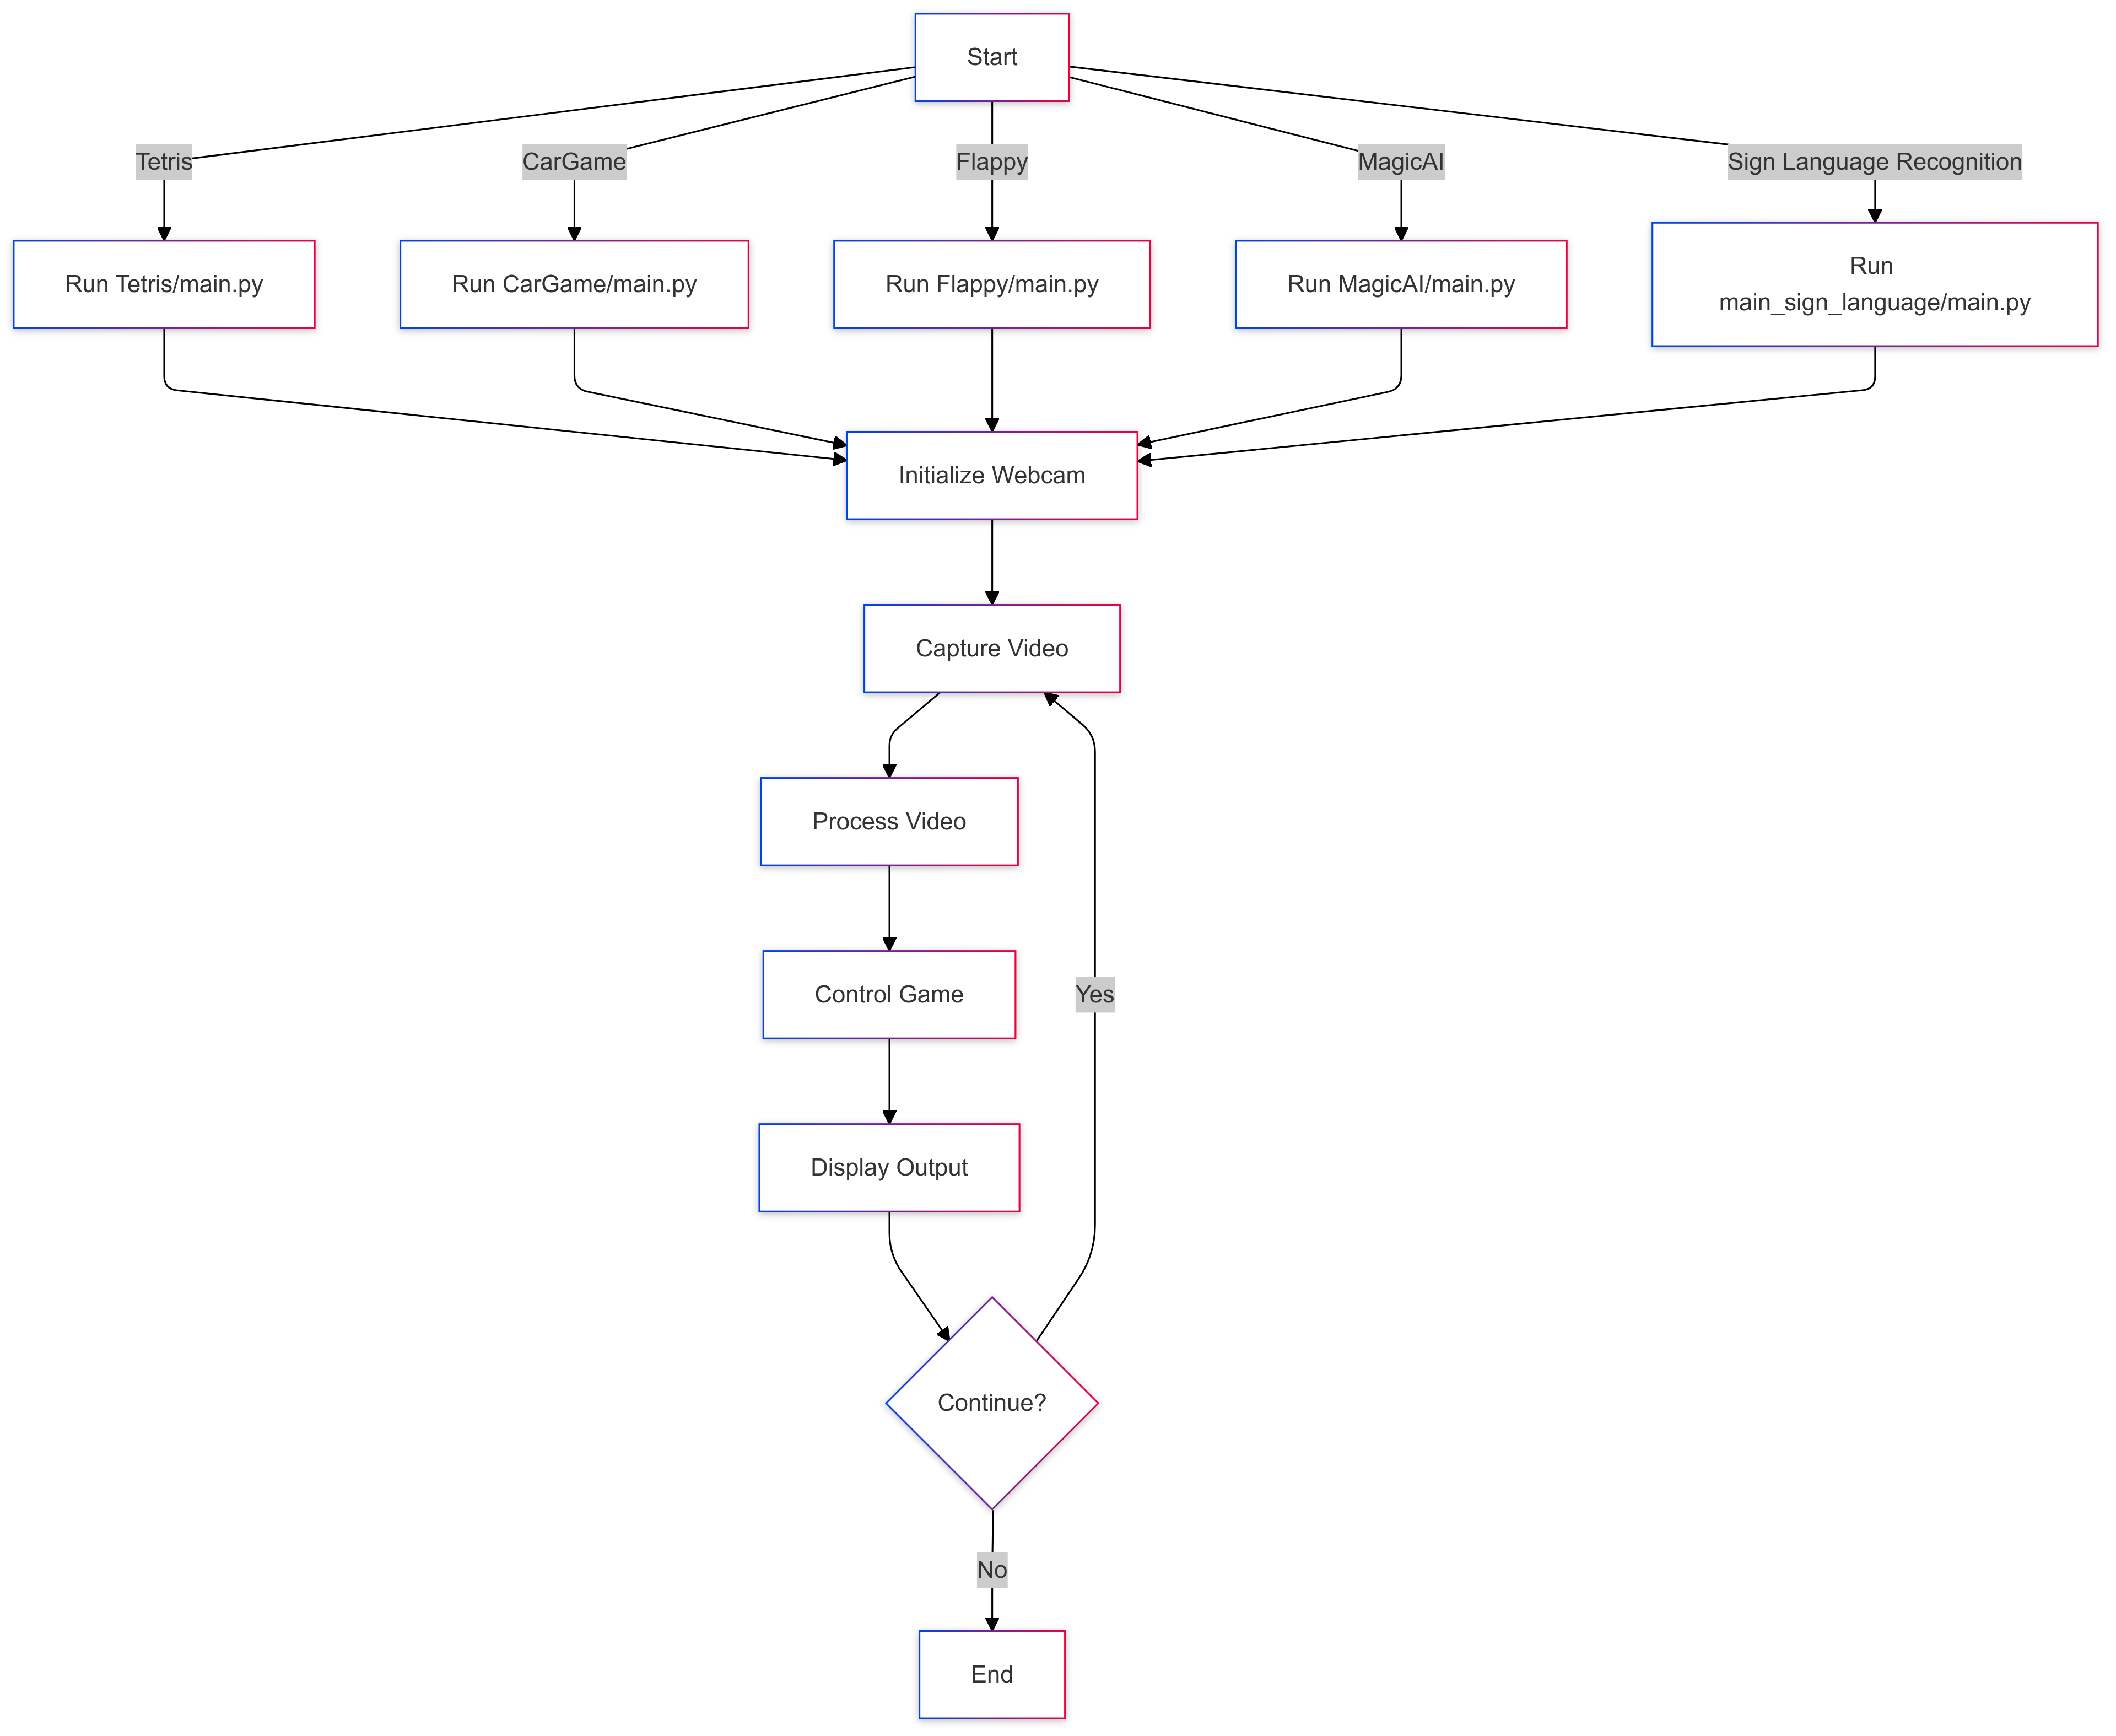 Start
Tetris
CarGame
Flappy
MagicAI
Sign Language Recognition
Run Tetris/main.py
Run CarGame/main.py
Run Flappy/main.py
Run MagicAI/main.py
Run
main_sign_language/main.py
Initialize Webcam
Capture Video
Process Video
Control Game
Yes
Display Output
Continue?
No
End